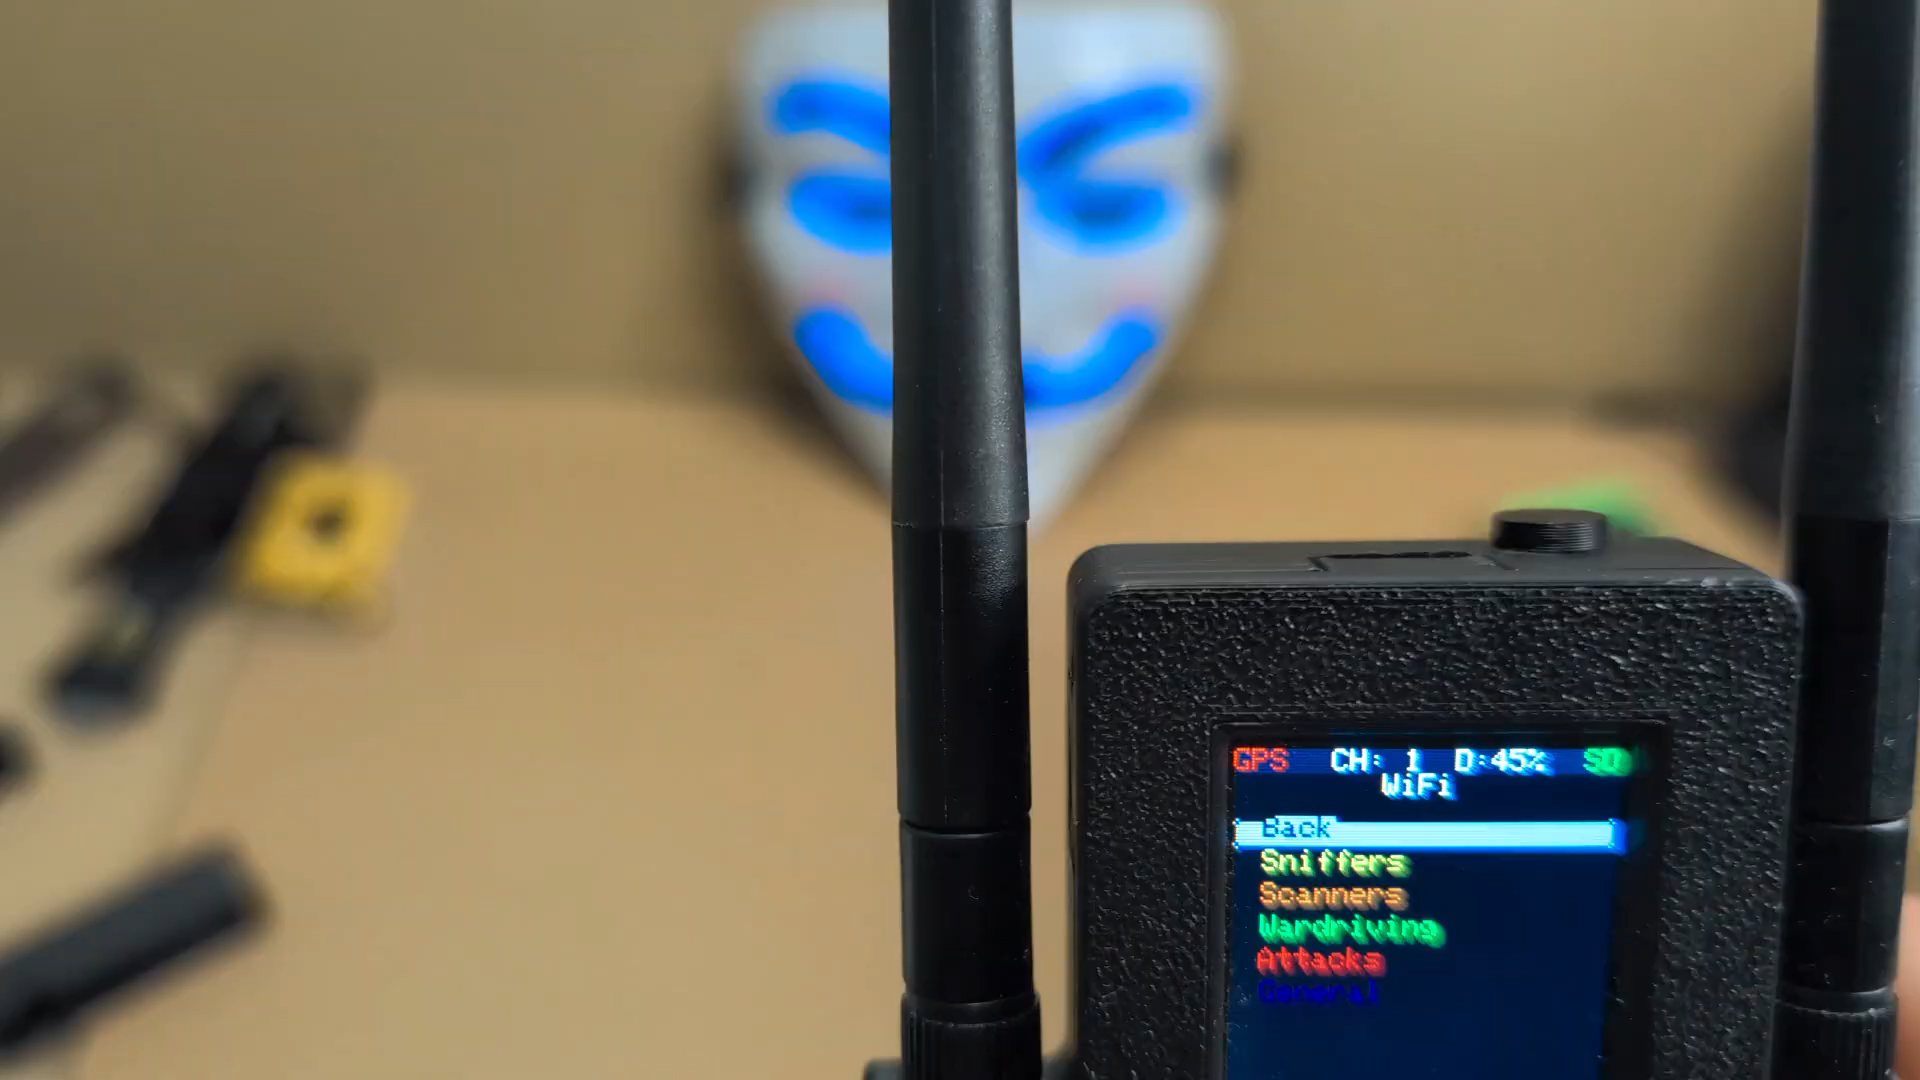 GPS CH: 1 D:45% SD
WiFi
Back
Sniffers
Scanners
Wardriving
Attacks
General